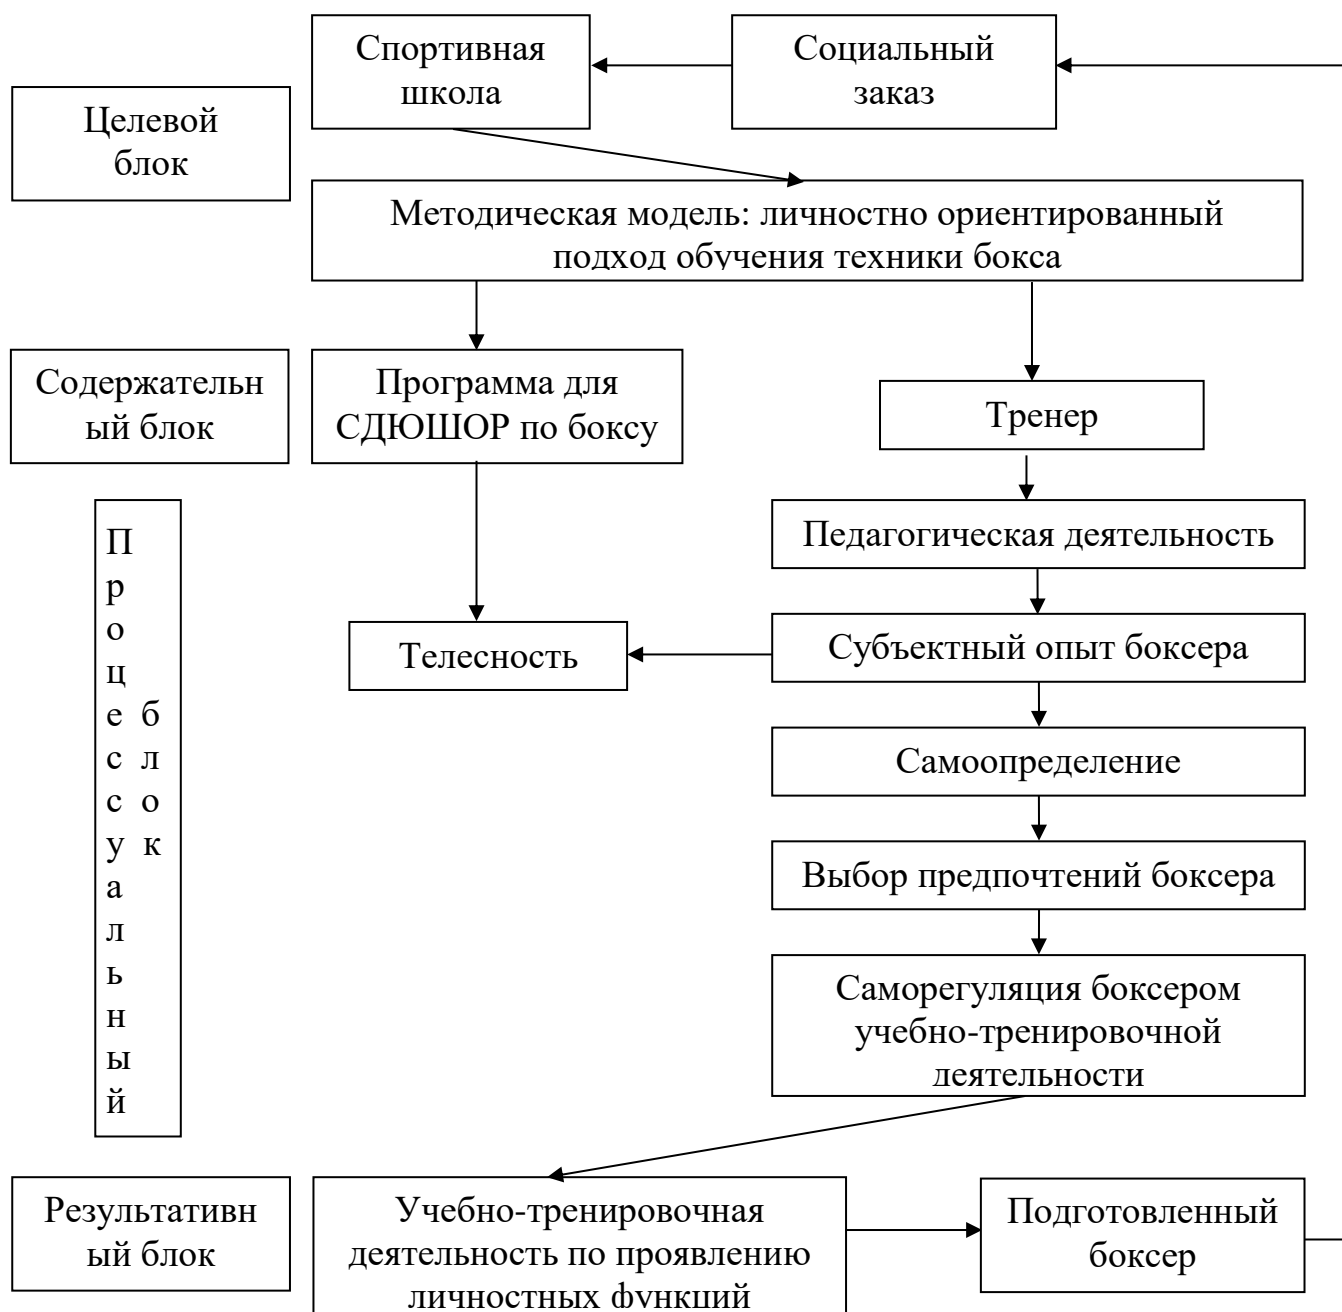 Спортивная
школа
Социальный
заказ
Целевой
блок
Методическая модель: личностно ориентированный
подход обучения техники бокса
Содержательн
ый блок
Программа для
СДЮШОР по боксу
Тренер
Процессуальный
блок
Педагогическая деятельность
Телесность
Субъектный опыт боксера
Самоопределение
Выбор предпочтений боксера
Саморегуляция боксером
учебно-тренировочной
деятельности
Результативн
ый блок
Учебно-тренировочная
деятельность по проявлению
личностных функций
Подготовленный
боксер